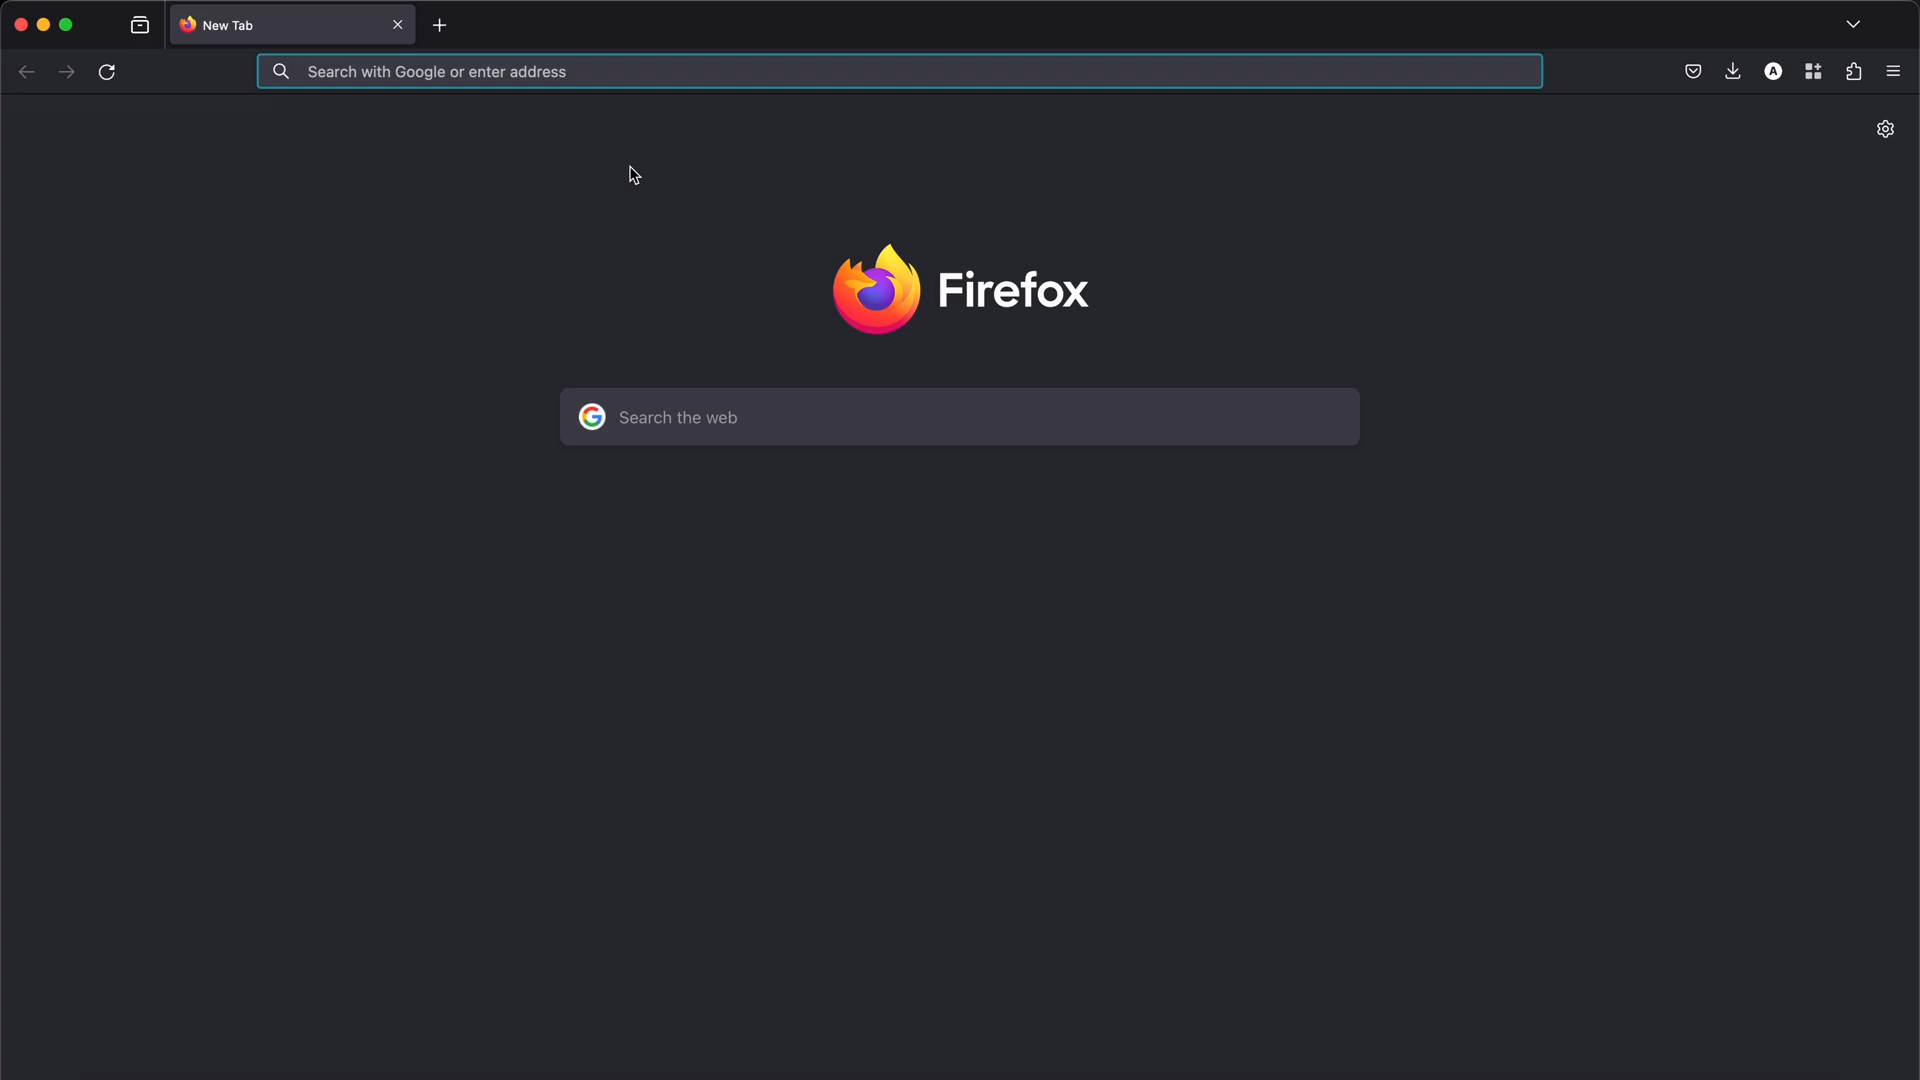 New Tab
Search with Google or enter address
A
Firefox
Search the web